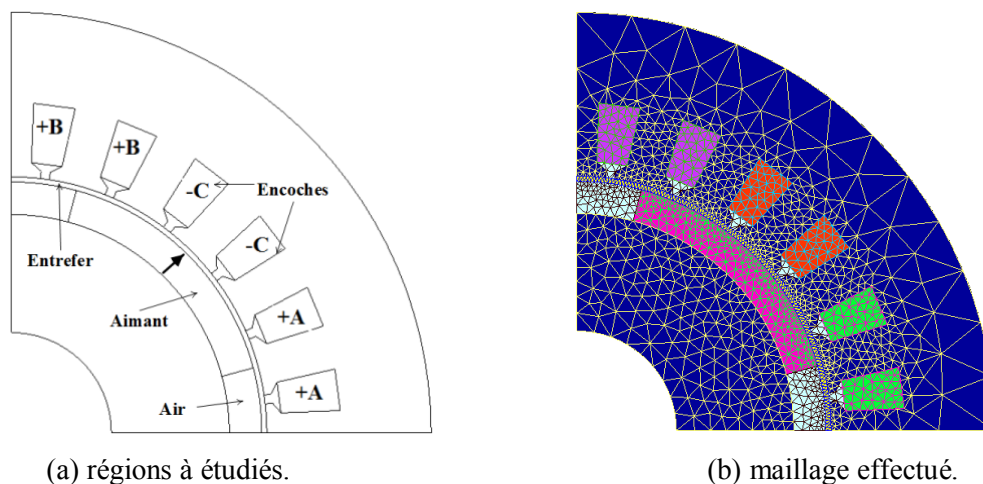 +B
+B
-C
Encoches
-C
Entrefer
Aimant
+A
Air
+A
(a) régions à étudiés.
(b) maillage effectué.